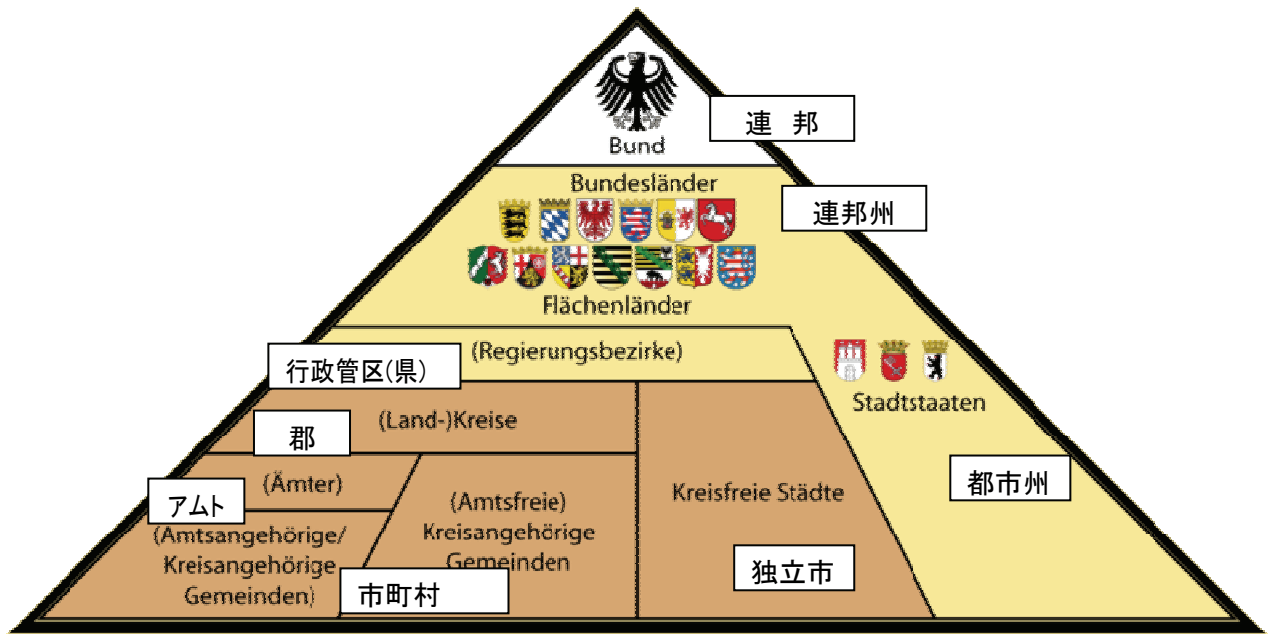 連 邦
Bund
Bundesländer
連邦州
Flächenländer
(Regierungsbezirke)
行政管区(県)
Stadtstaaten
(Land-)Kreise
郡
都市州
(Ämter)
アムト
(Amtsangehörige/
Kreisangehörige
Gemeinden)
(Amtsfreie)
Kreisangehörige
Gemeinden
市町村
Kreisfreie Städte
独立市